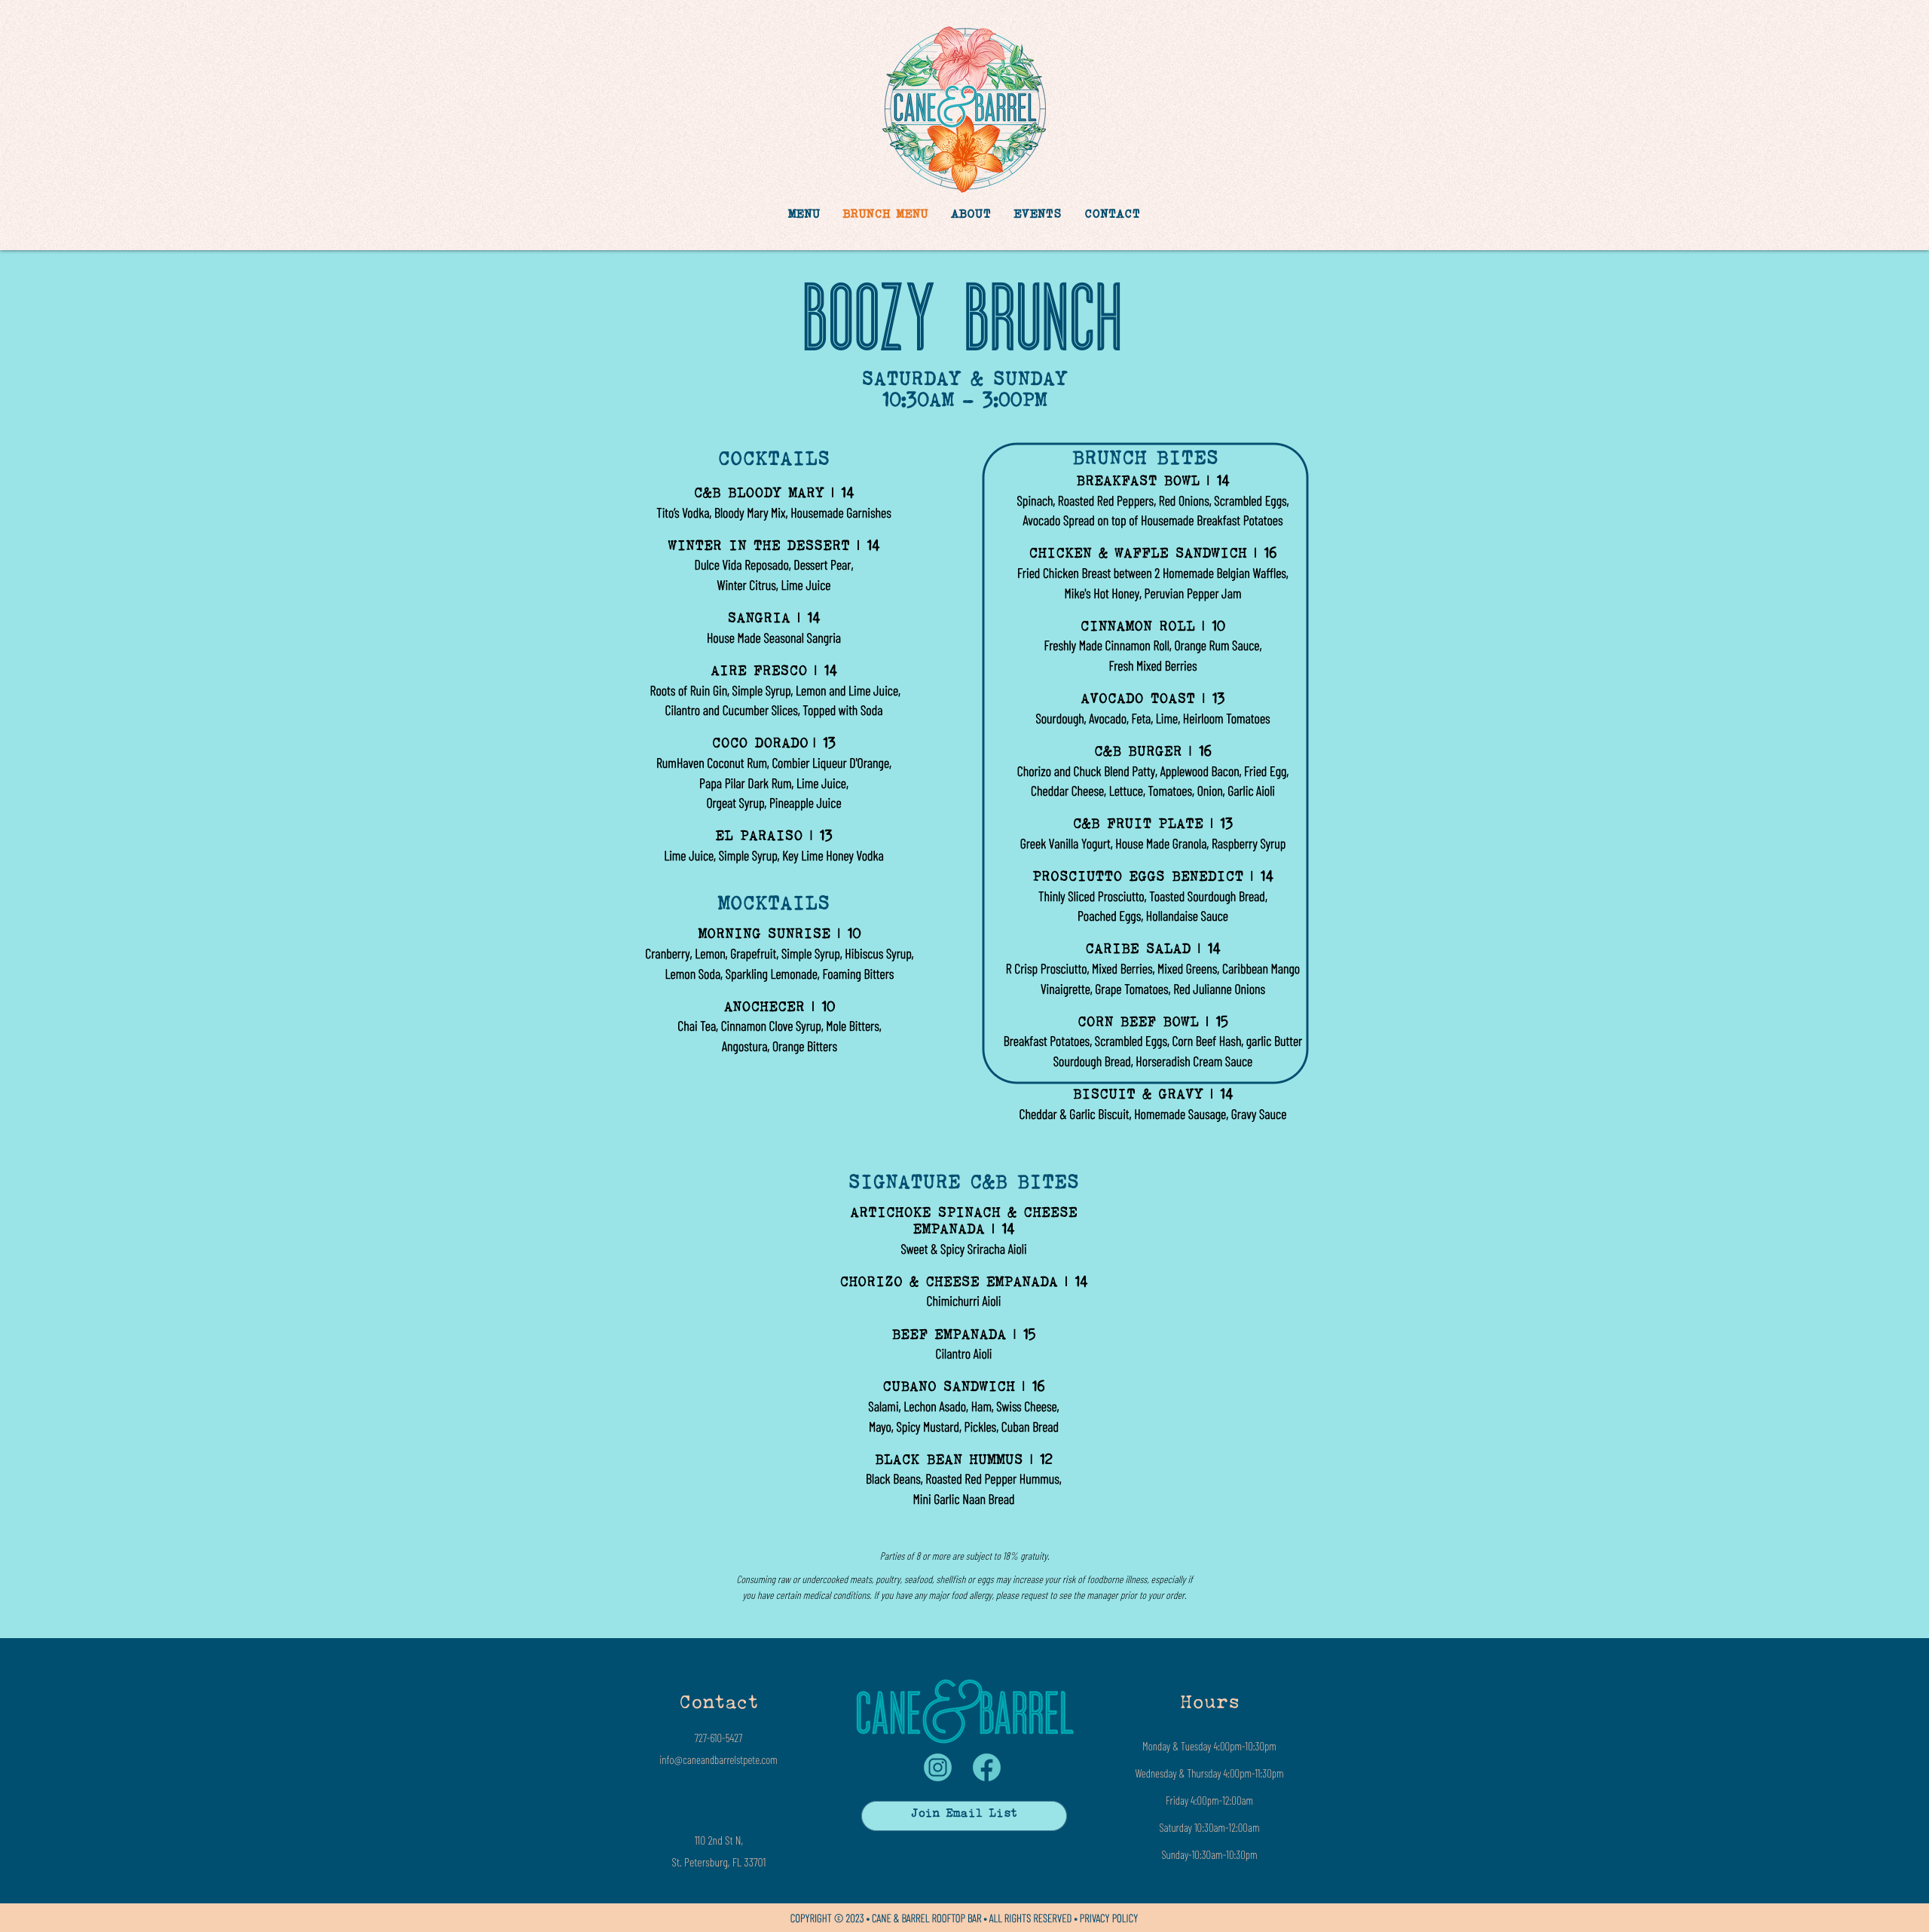 CANE & BARREL
MENU BRUNCH MENU ABOUT EVENTS CONTACT
BOOZY BRUNCH
SATURDAY & SUNDAY
10:30AM - 3:00PM
COCKTAILS
C&B BLOODY MARY | 14
Tito's Vodka, Bloody Mary Mix, Housemade Garnishes
WINTER IN THE DESSERT | 14
Dulce Vida Reposado, Dessert Pear,
Winter Citrus, Lime Juice
SANGRIA | 14
House Made Seasonal Sangria
AIRE FRESCO | 14
Roots of Ruin Gin, Simple Syrup, Lemon and Lime Juice,
Cilantro and Cucumber Slices, Topped with Soda
COCO DORADO | 13
RumHaven Coconut Rum, Combier Liqueur D'Orange,
Papa Pilar Dark Rum, Lime Juice,
Orgeat Syrup, Pineapple Juice
EL PARAISO | 13
Lime Juice, Simple Syrup, Key Lime Honey Vodka
MOCKTAILS
MORNING SUNRISE | 10
Cranberry, Lemon, Grapefruit, Simple Syrup, Hibiscus Syrup,
Lemon Soda, Sparkling Lemonade, Foaming Bitters
ANOCHECER | 10
Chai Tea, Cinnamon Clove Syrup, Mole Bitters,
Angostura, Orange Bitters
BRUNCH BITES
BREAKFAST BOWL | 14
Spinach, Roasted Red Peppers, Red Onions, Scrambled Eggs,
Avocado Spread on top of Housemade Breakfast Potatoes
CHICKEN & WAFFLE SANDWICH | 16
Fried Chicken Breast between 2 Homemade Belgian Waffles,
Mike's Hot Honey, Peruvian Pepper Jam
CINNAMON ROLL | 10
Freshly Made Cinnamon Roll, Orange Rum Sauce,
Fresh Mixed Berries
AVOCADO TOAST | 13
Sourdough, Avocado, Feta, Lime, Heirloom Tomatoes
C&B BURGER | 16
Chorizo and Chuck Blend Patty, Applewood Bacon, Fried Egg,
Cheddar Cheese, Lettuce, Tomatoes, Onion, Garlic Aioli
C&B FRUIT PLATE | 13
Greek Vanilla Yogurt, House Made Granola, Raspberry Syrup
PROSCIUTTO EGGS BENEDICT | 14
Thinly Sliced Prosciutto, Toasted Sourdough Bread,
Poached Eggs, Hollandaise Sauce
CARIBE SALAD | 14
R Crisp Prosciutto, Mixed Berries, Mixed Greens, Caribbean Mango
Vinaigrette, Grape Tomatoes, Red Julianne Onions
CORN BEEF BOWL | 15
Breakfast Potatoes, Scrambled Eggs, Corn Beef Hash, garlic Butter
Sourdough Bread, Horseradish Cream Sauce
BISCUIT & GRAVY | 14
Cheddar & Garlic Biscuit, Homemade Sausage, Gravy Sauce
SIGNATURE C&B BITES
ARTICHOKE SPINACH & CHEESE
EMPANADA | 14
Sweet & Spicy Sriracha Aioli
CHORIZO & CHEESE EMPANADA | 14
Chimichurri Aioli
BEEF EMPANADA | 15
Cilantro Aioli
CUBANO SANDWICH | 16
Salami, Lechon Asado, Ham, Swiss Cheese,
Mayo, Spicy Mustard, Pickles, Cuban Bread
BLACK BEAN HUMMUS | 12
Black Beans, Roasted Red Pepper Hummus,
Mini Garlic Naan Bread
Parties of 8 or more are subject to 18% gratuity.
Consuming raw or undercooked meats, poultry, seafood, shellfish or eggs may increase your risk of foodborne illness, especially if
you have certain medical conditions. If you have any major food allergy, please request to see the manager prior to your order.
Contact
727-610-5427
info@caneandbarrelstpete.com
110 2nd St N,
St. Petersburg, FL 33701
CANE & BARREL
Join Email List
Hours
Monday & Tuesday 4:00pm-10:30pm
Wednesday & Thursday 4:00pm-11:30pm
Friday 4:00pm-12:00am
Saturday 10:30am-12:00am
Sunday-10:30am-10:30pm
COPYRIGHT © 2023 • CANE & BARREL ROOFTOP BAR • ALL RIGHTS RESERVED • PRIVACY POLICY